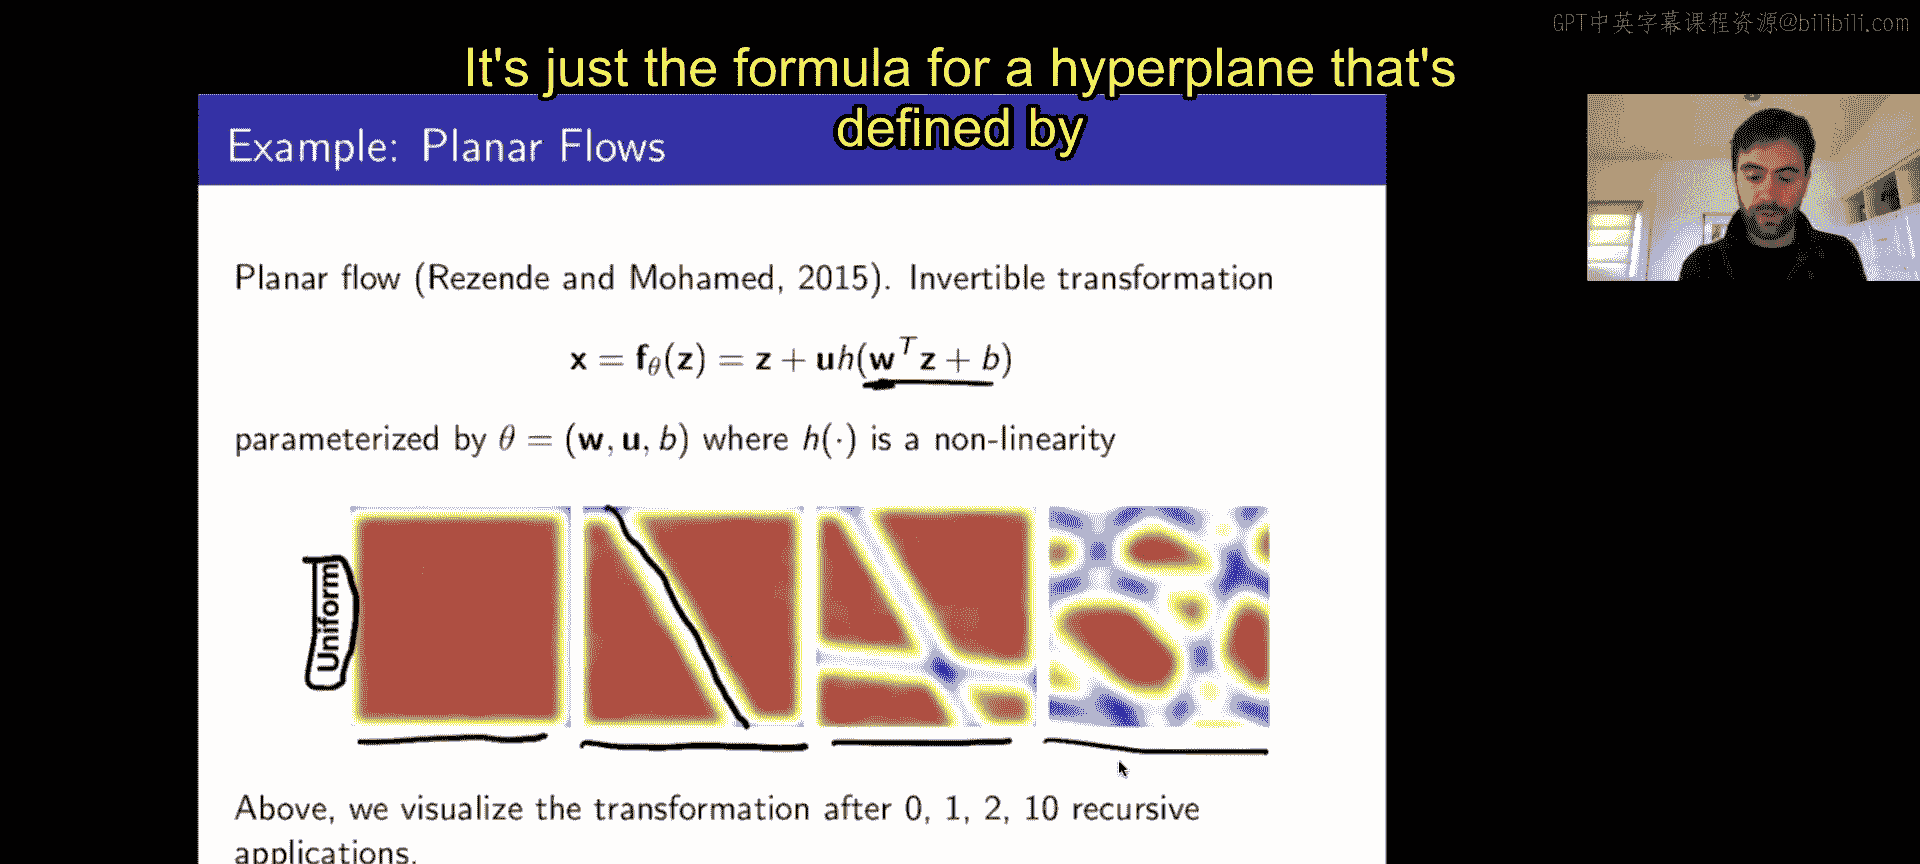 GPT中英字幕课程资源@bilibili.com
It's just the formula for a hyperplane that's
defined by
Example: Planar Flows
Planar flow (Rezende and Mohamed, 2015). Invertible transformation
x = f_θ(z) = z + uh(w^T z + b)
parameterized by θ = (w, u, b) where h(·) is a non-linearity
Uniform
Above, we visualize the transformation after 0, 1, 2, 10 recursive
applications.